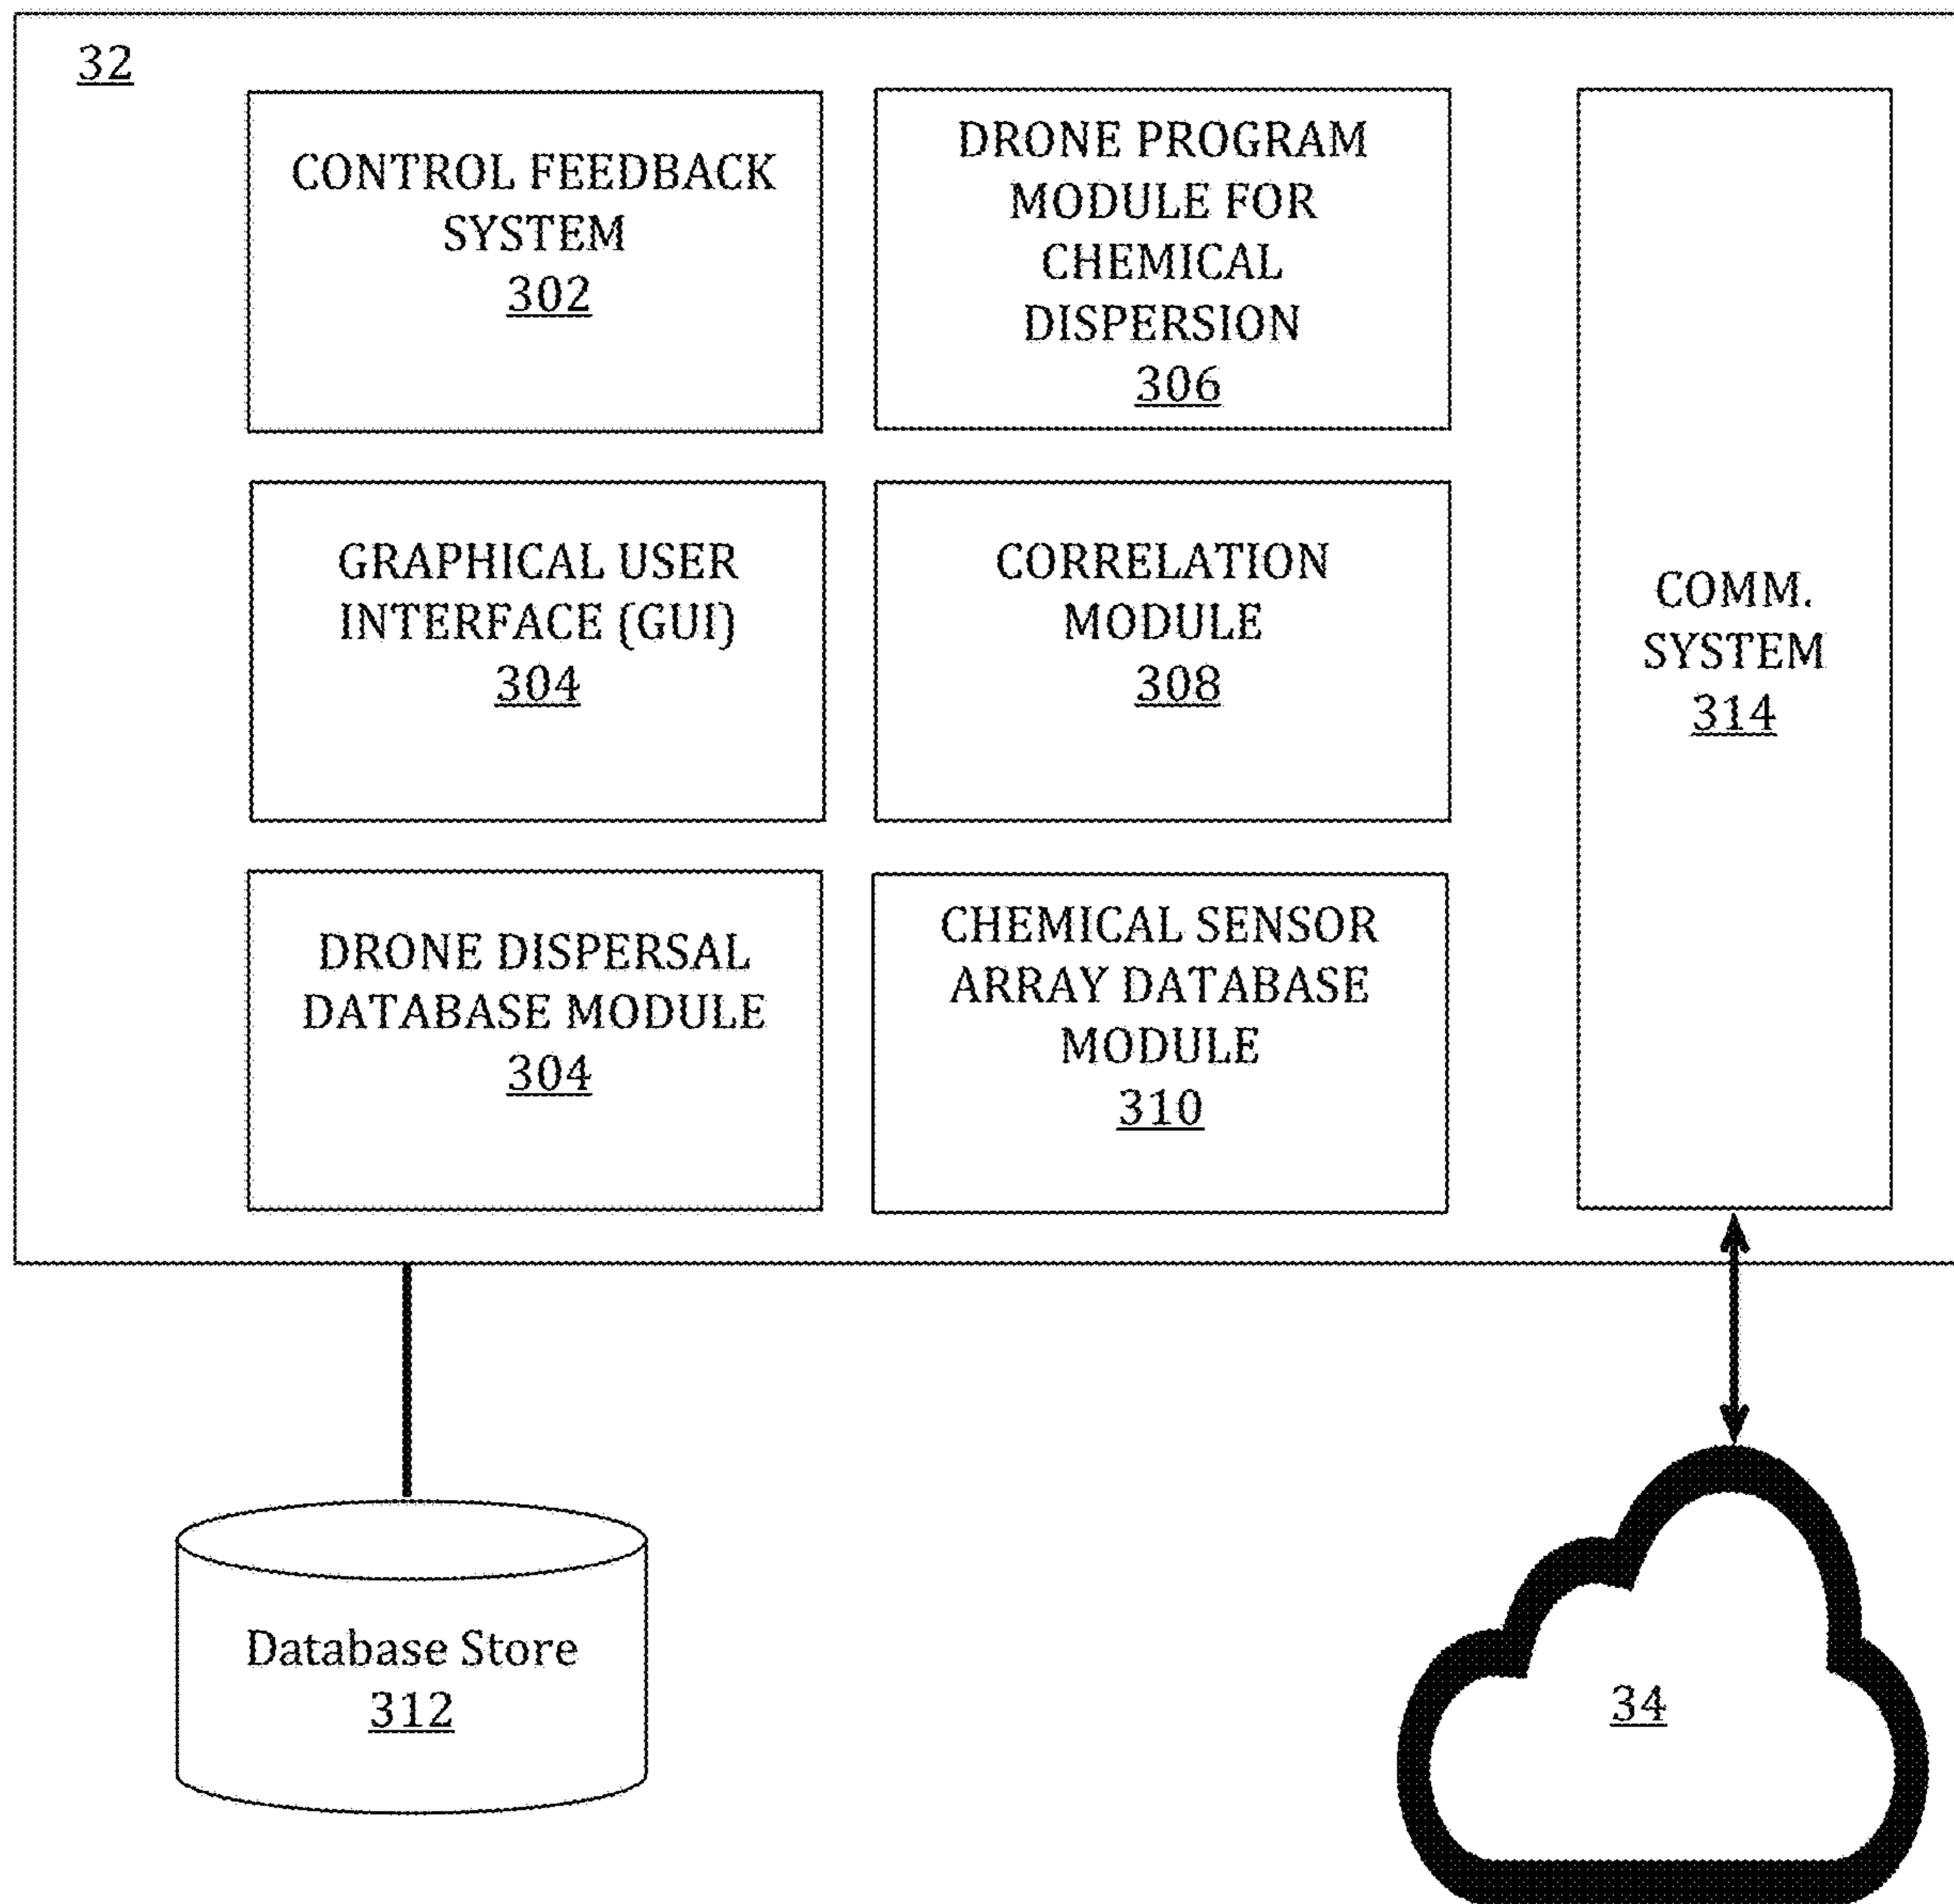 32
CONTROL FEEDBACK
SYSTEM
302
DRONE PROGRAM
MODULE FOR
CHEMICAL
DISPERSION
306
GRAPHICAL USER
INTERFACE (GUI)
304
CORRELATION
MODULE
308
DRONE DISPERSAL
DATABASE MODULE
304
CHEMICAL SENSOR
ARRAY DATABASE
MODULE
310
COMM.
SYSTEM
314
Database Store
312
34